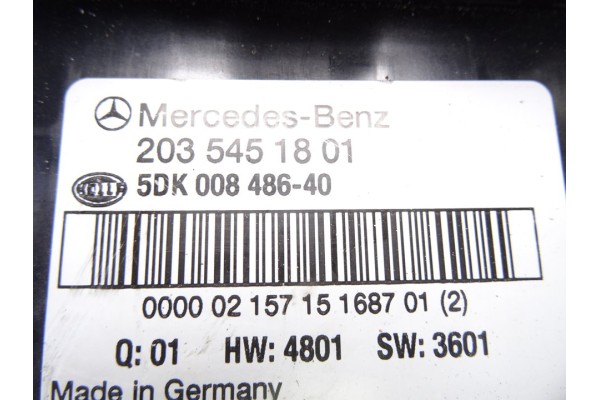 Mercedes-Benz
203 545 18 01
HELLA
5DK 008 486-40
0000 02 157 15 1687 01 (2)
Q: 01 HW: 4801 SW: 3601
Made in Germany